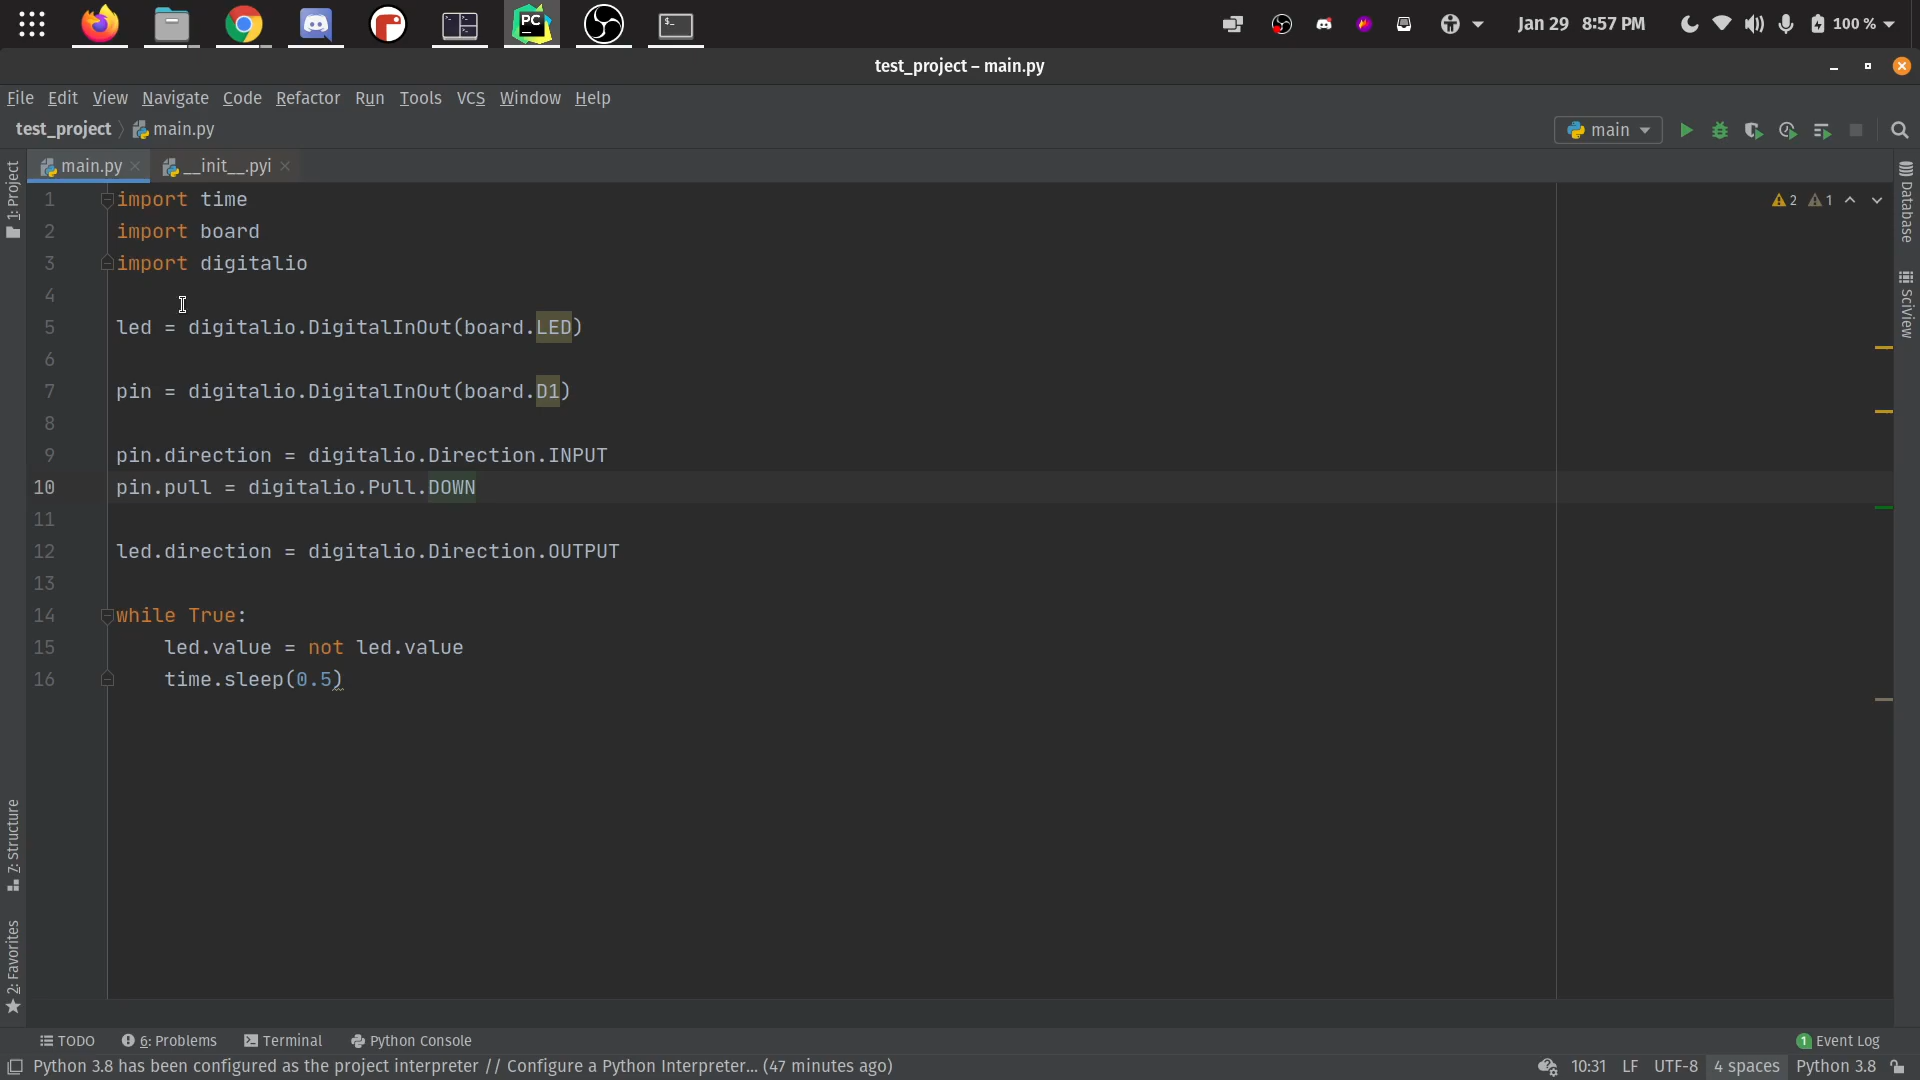 PC
Jan 29 8:57 PM
100 %
test_project – main.py
File Edit View Navigate Code Refactor Run Tools VCS Window Help
test_project main.py
main
main.py __init__.pyi
1: Project
7: Structure
2: Favorites
1 import time
2 import board
3 import digitalio
4
5 led = digitalio.DigitalInOut(board.LED)
6
7 pin = digitalio.DigitalInOut(board.D1)
8
9 pin.direction = digitalio.Direction.INPUT
10 pin.pull = digitalio.Pull.DOWN
11
12 led.direction = digitalio.Direction.OUTPUT
13
14 while True:
15 led.value = not led.value
16 time.sleep(0.5)
2 1
Database
SciView
TODO 6: Problems Terminal Python Console
1 Event Log
Python 3.8 has been configured as the project interpreter // Configure a Python Interpreter... (47 minutes ago)
10:31 LF UTF-8 4 spaces Python 3.8